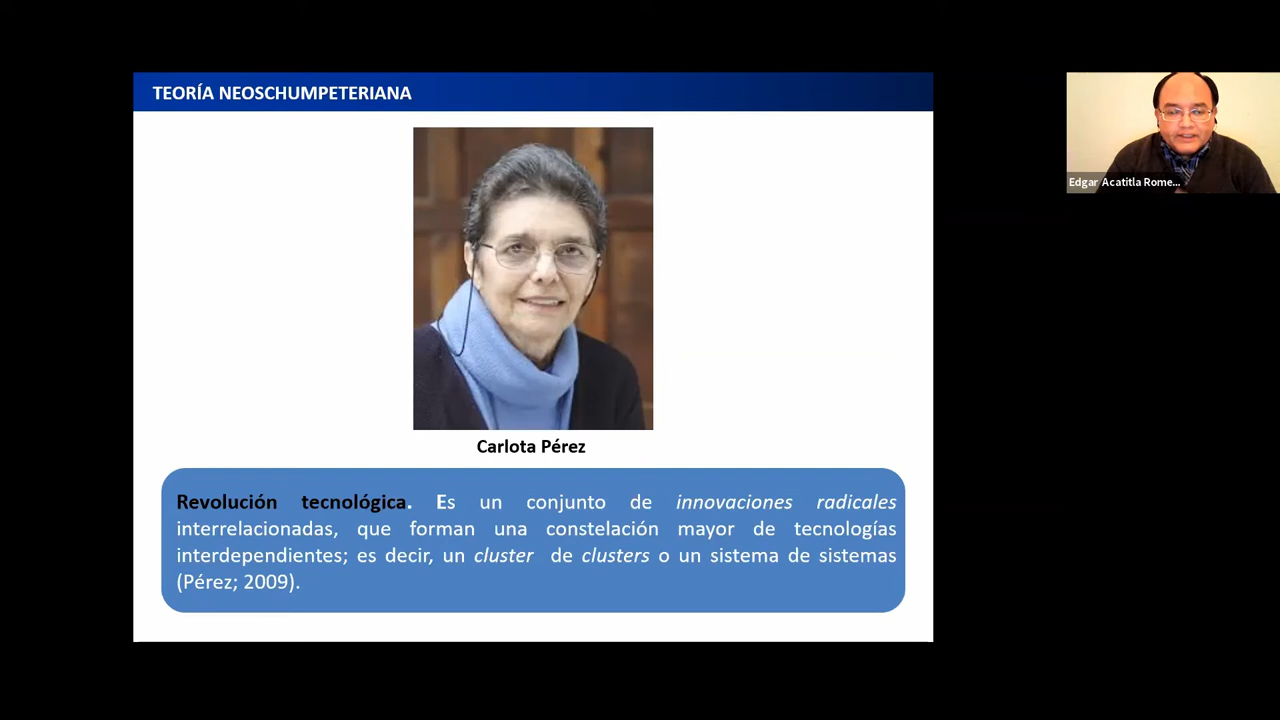 TEORÍA NEOSCHUMPETERIANA
Edgar Acatitla Rome...
Carlota Pérez
Revolución tecnológica. Es un conjunto de innovaciones radicales
interrelacionadas, que forman una constelación mayor de tecnologías
interdependientes; es decir, un cluster de clusters o un sistema de sistemas
(Pérez; 2009).